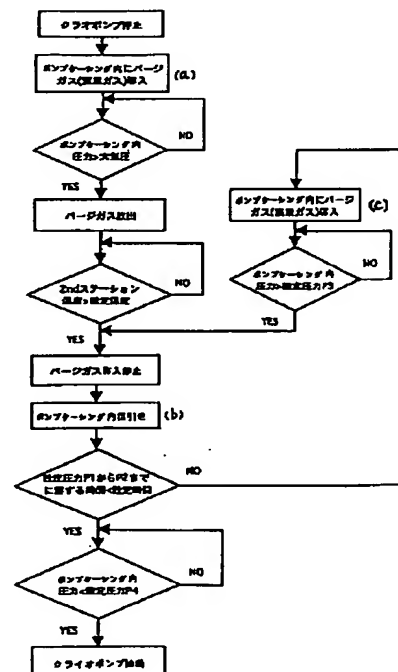 クライオポンプ停止
ポンプケーシング内にパージ
ガス(窒素ガス)導入
(a)
ポンプケーシング内
圧力>大気圧
NO
YES
パージガス放出
2ndステーション
温度>設定温度
NO
YES
ポンプケーシング内にパージ
ガス(窒素ガス)導入
(c)
ポンプケーシング内
圧力>設定圧力P3
NO
YES
パージガス導入停止
ポンプケーシング内粗引き
(b)
設定圧力P1からP2まで
に要する時間<設定時間
NO
YES
ポンプケーシング内
圧力<設定圧力P4
NO
YES
クライオポンプ始動